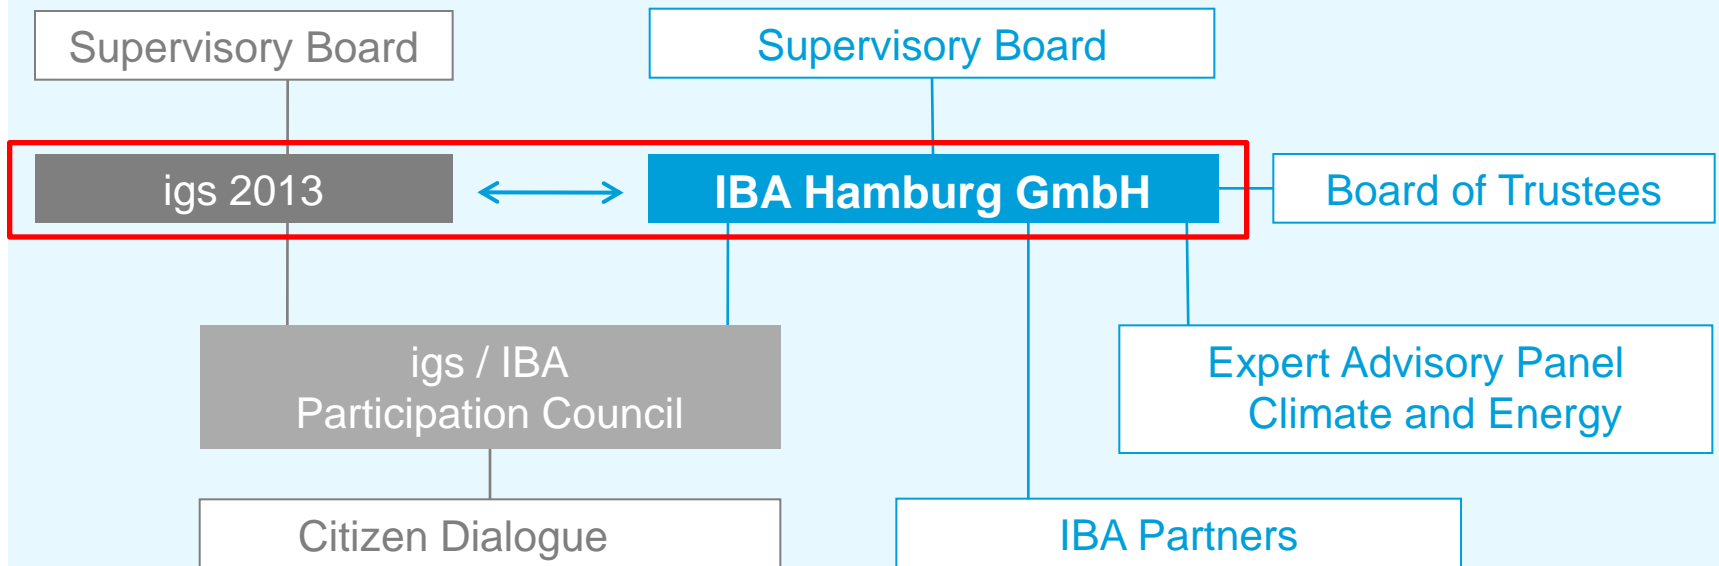 Supervisory Board
Supervisory Board
igs 2013
IBA Hamburg GmbH
Board of Trustees
igs / IBA
Participation Council
Expert Advisory Panel
Climate and Energy
Citizen Dialogue
IBA Partners